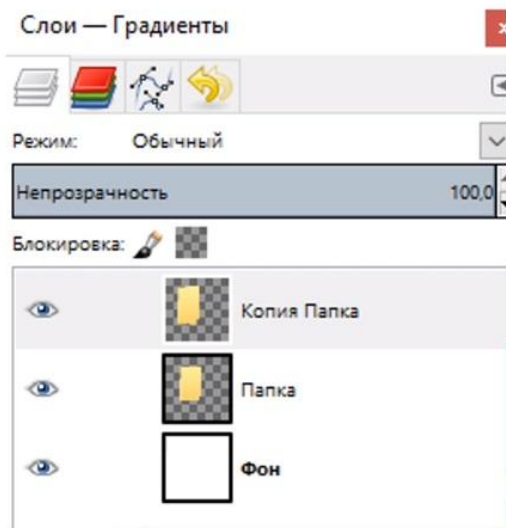 Слои — Градиенты
Режим: Обычный
Непрозрачность 100,0
Блокировка:
Копия Папка
Папка
Фон